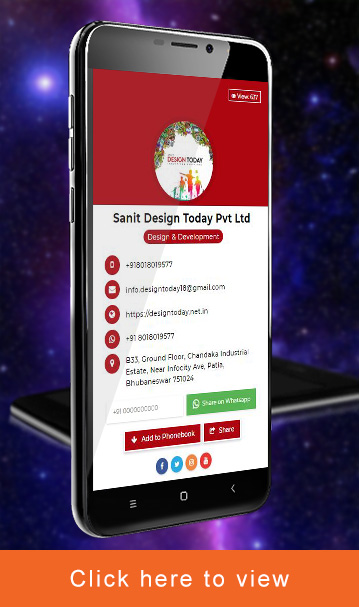 View 617
DESIGN TODAY
Sanit Design Today Pvt Ltd
Design & Development
+918018019577
info.designtoday18@gmail.com
https://designtoday.net.in
+91 8018019577
B33, Ground Floor, Chandaka Industrial
Estate, Near Infocity Ave, Patia,
Bhubaneswar 751024
+91 0000000000
Share on Whatsapp
Add to Phonebook
Share
Click here to view